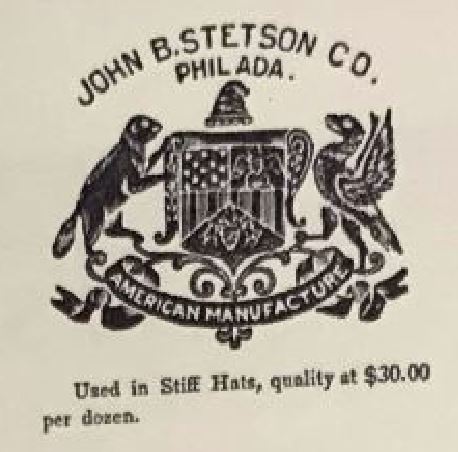 JOHN B. STETSON CO.
PHILADA.
AMERICAN MANUFACTURE
Used in Stiff Hats, quality at $30.00
per dozen.